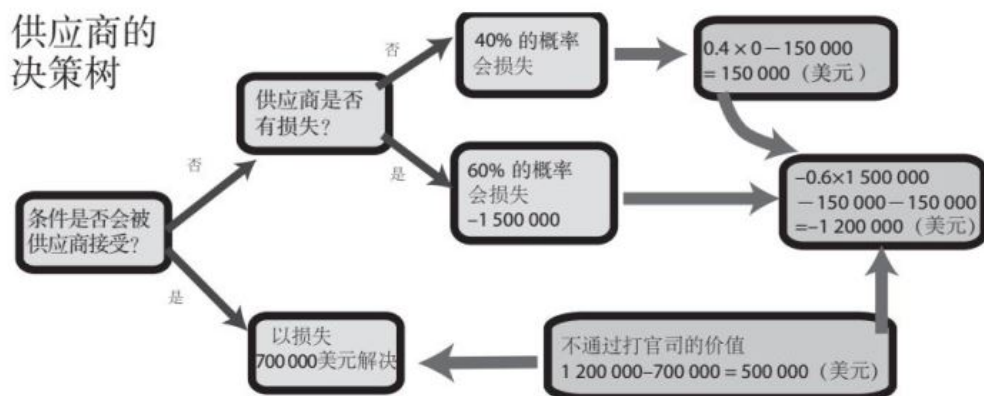 供应商的
决策树
否
40% 的概率
会损失
0.4 × 0 – 150 000
= 150 000（美元）
供应商是否
有损失?
是
60% 的概率
会损失
–1 500 000
–0.6×1 500 000
– 150 000 – 150 000
=–1 200 000（美元）
否
条件是否会被
供应商接受?
是
以损失
700 000美元解决
不通过打官司的价值
1 200 000–700 000 = 500 000（美元）